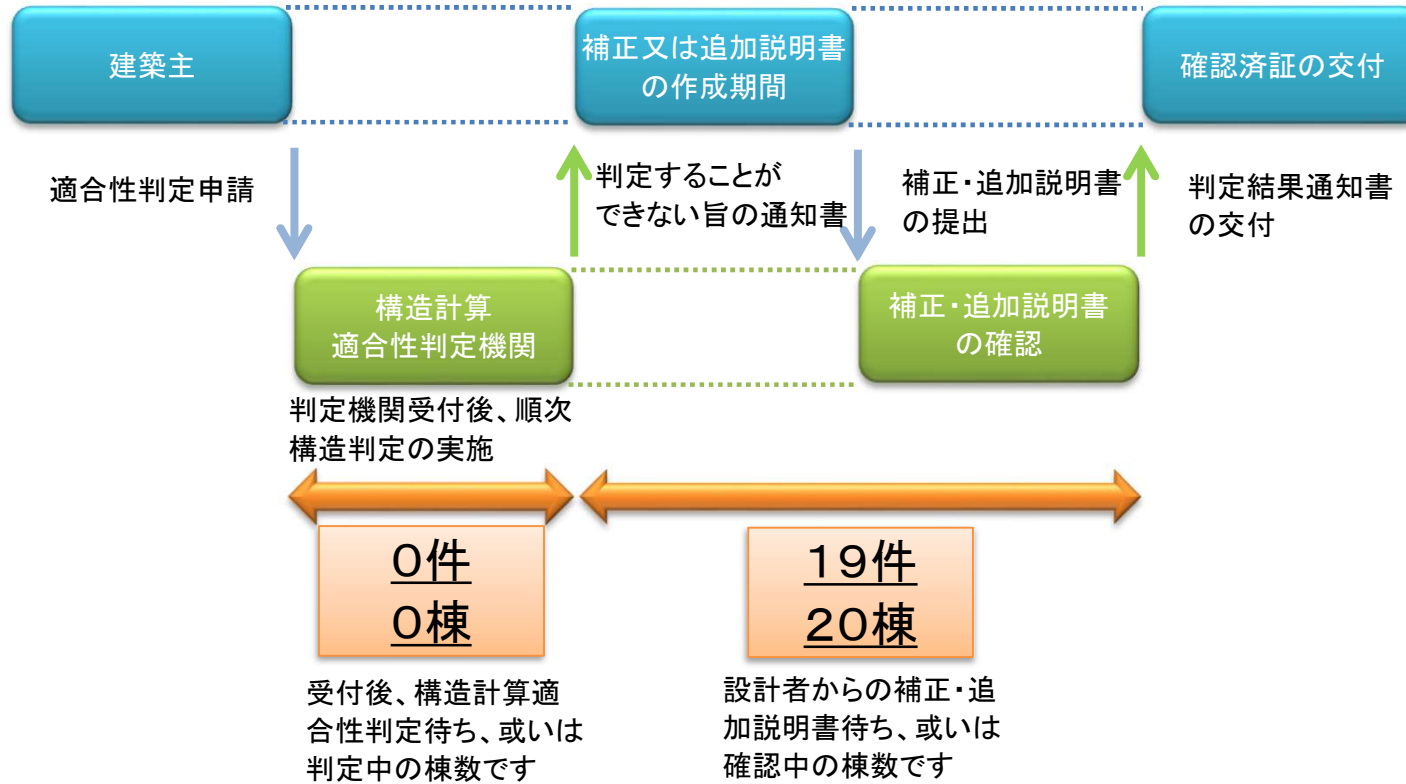 建築主
補正又は追加説明書
の作成期間
確認済証の交付
適合性判定申請
判定することが
できない旨の通知書
補正・追加説明書
の提出
判定結果通知書
の交付
構造計算
適合性判定機関
補正・追加説明書
の確認
判定機関受付後、順次
構造判定の実施
０件
０棟
１９件
２０棟
受付後、構造計算適
合性判定待ち、或いは
判定中の棟数です
設計者からの補正・追
加説明書待ち、或いは
確認中の棟数です